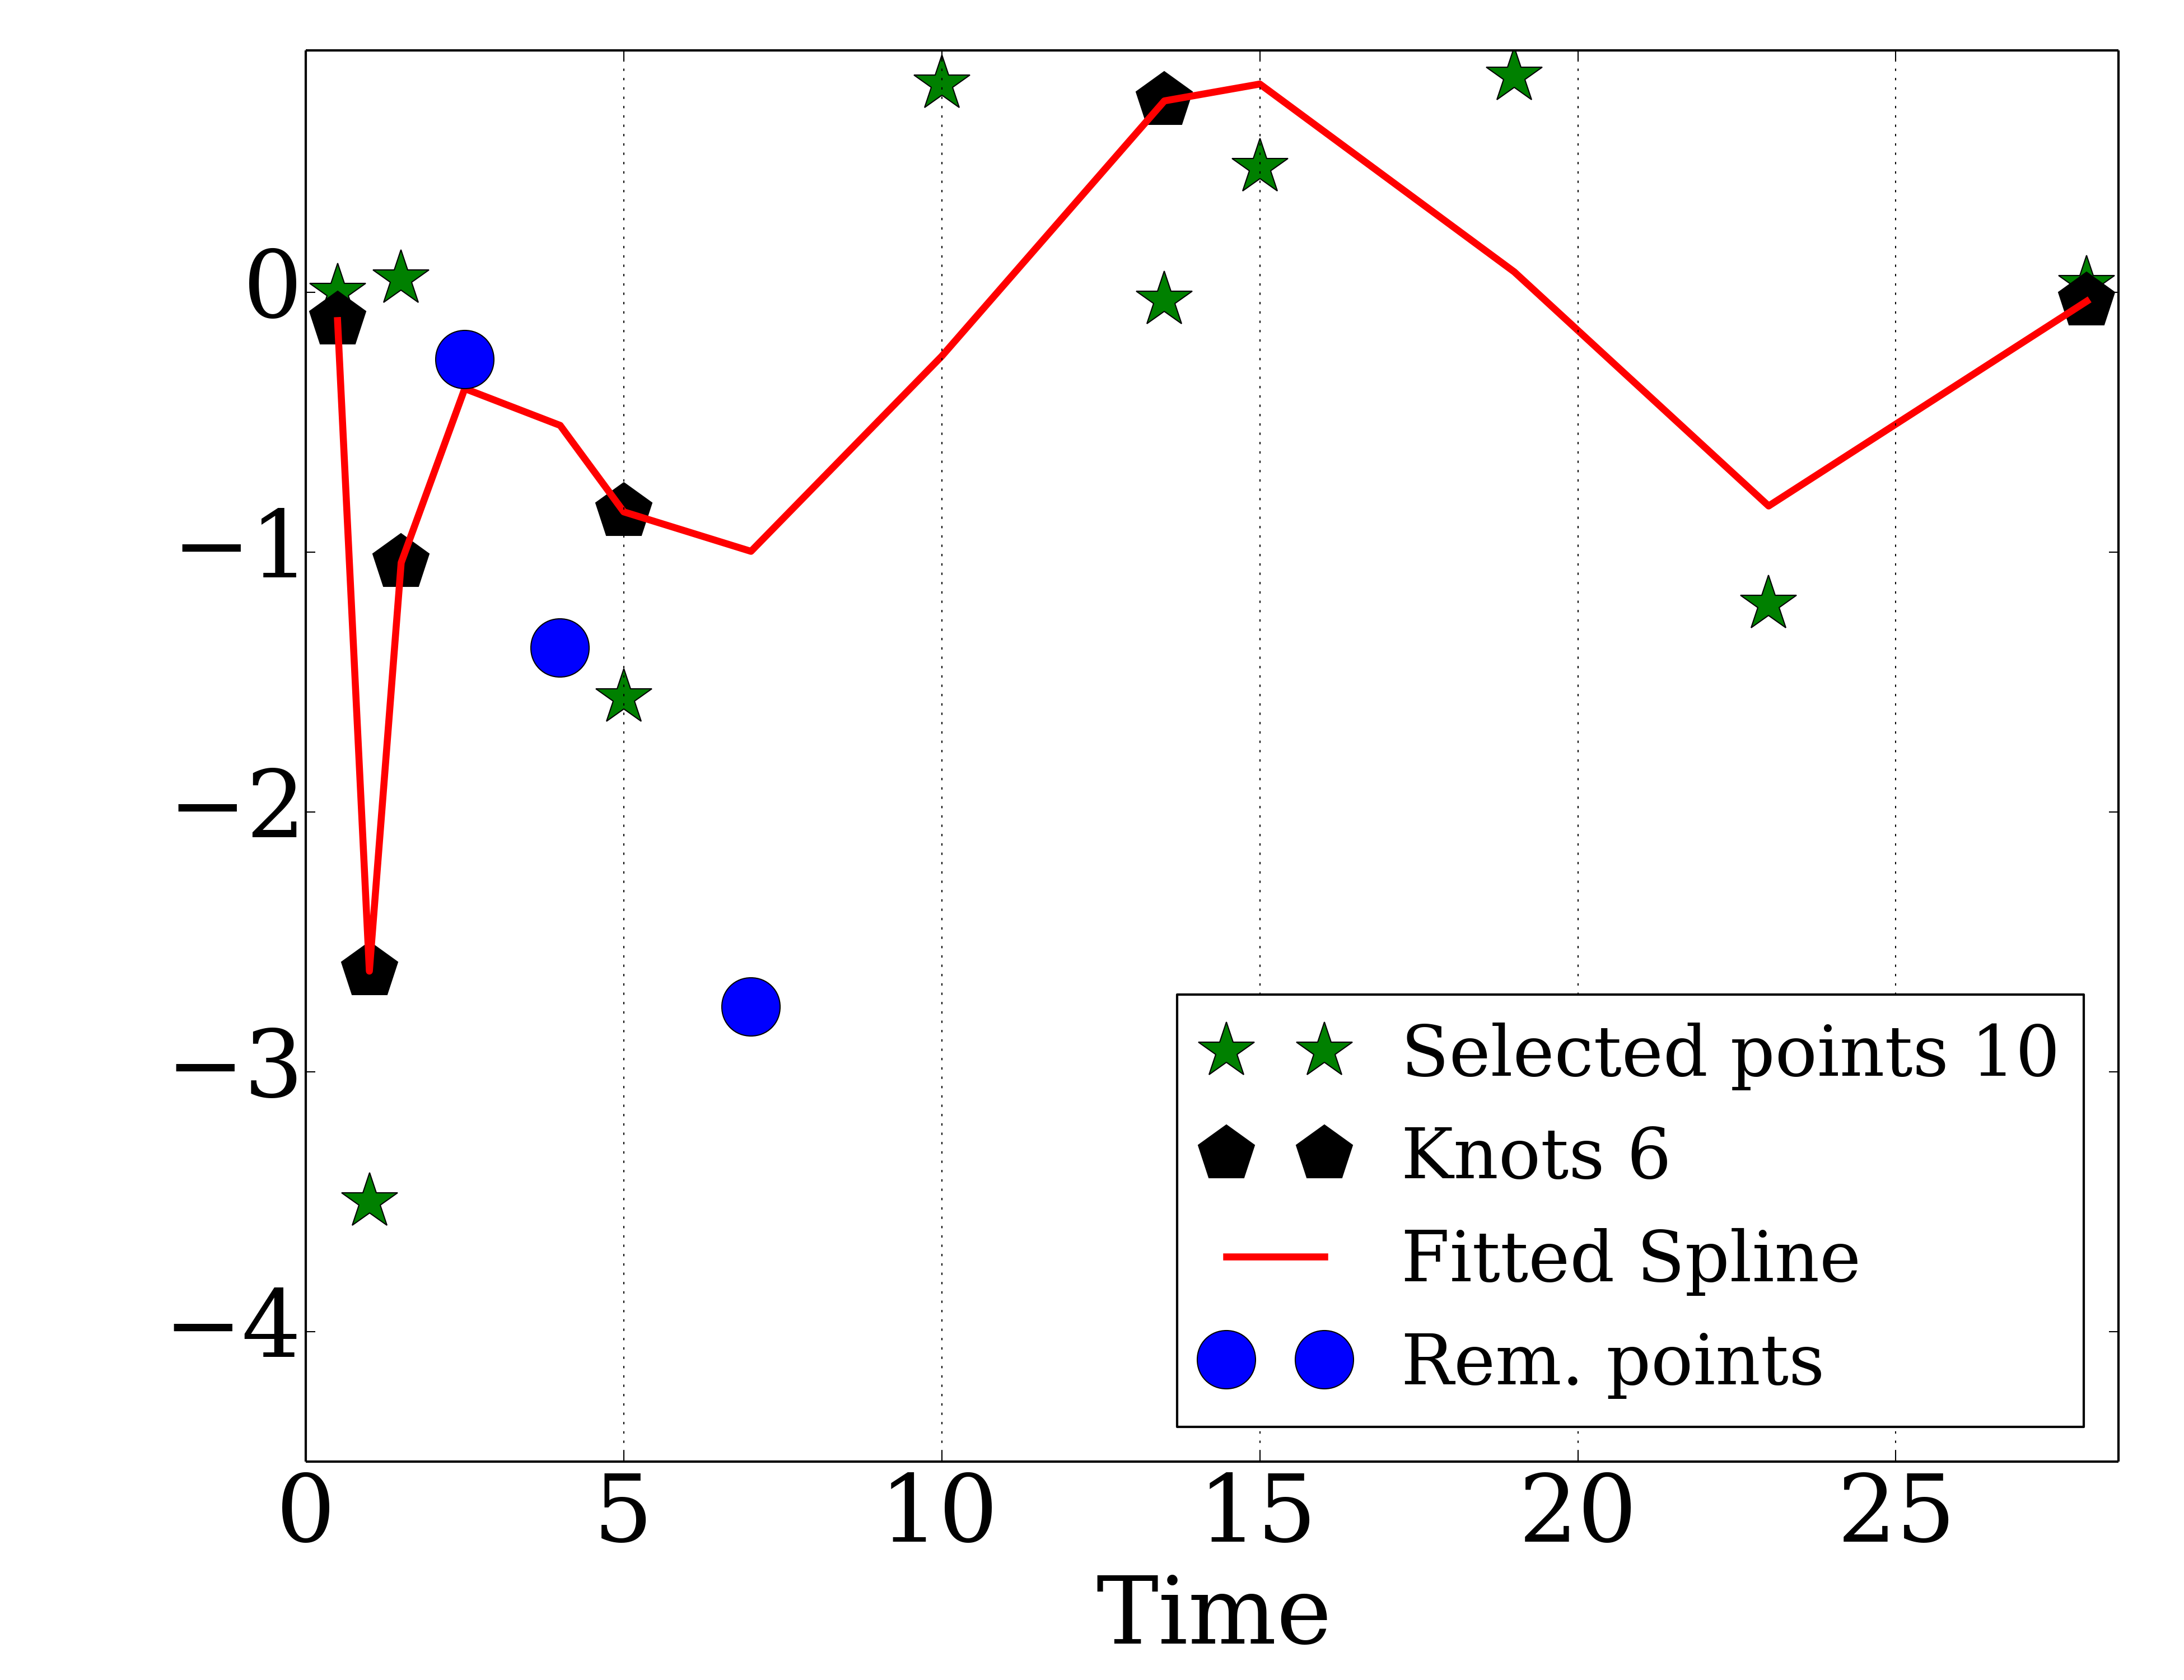 0
−1
−2
−3
−4
Selected points 10
Knots 6
Fitted Spline
Rem. points
0 5 10 15 20 25
Time